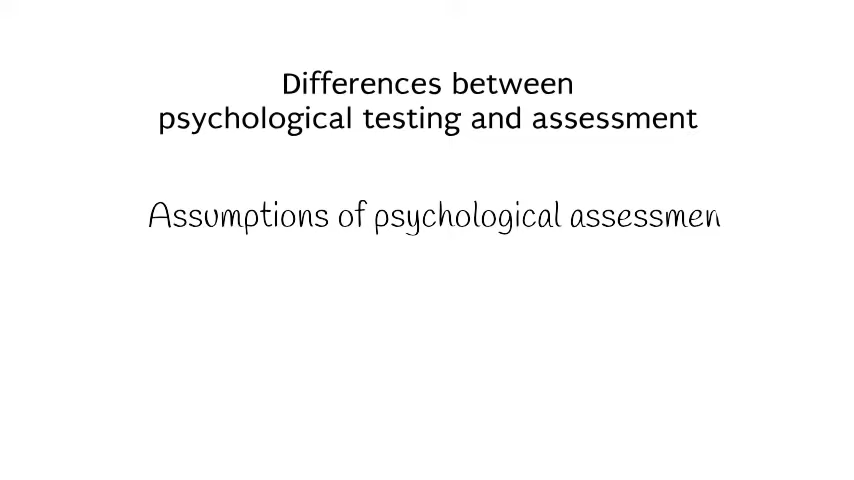 Differences between
psychological testing and assessment
Assumptions of psychological assessmen